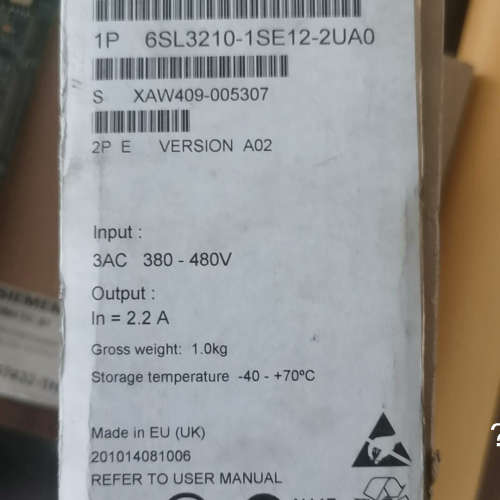 1P 6SL3210-1SE12-2UA0
S XAW409-005307
2P E VERSION A02
Input :
3AC 380 - 480V
Output :
In = 2.2 A
Gross weight: 1.0kg
Storage temperature -40 - +70ºC
Made in EU (UK)
201014081006
REFER TO USER MANUAL
?